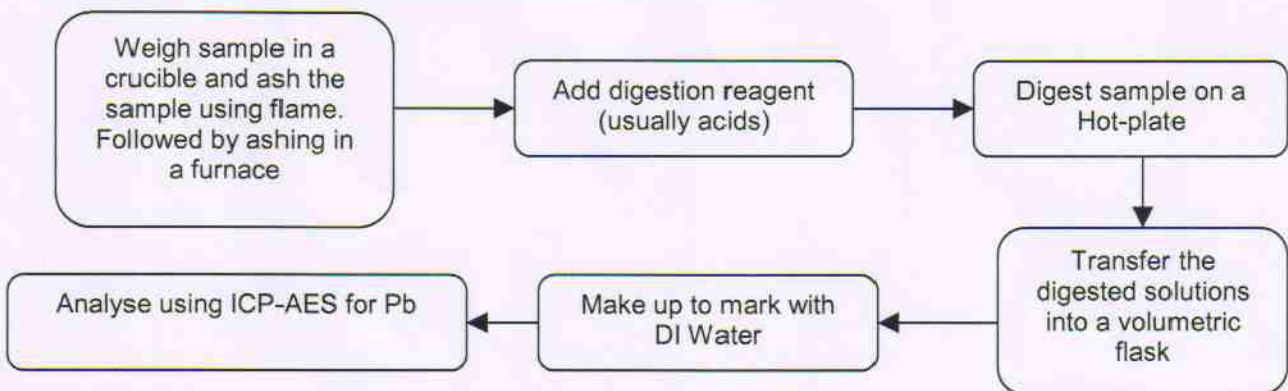 Weigh sample in a
crucible and ash the
sample using flame.
Followed by ashing in
a furnace
Add digestion reagent
(usually acids)
Digest sample on a
Hot-plate
Transfer the
digested solutions
into a volumetric
flask
Make up to mark with
DI Water
Analyse using ICP-AES for Pb